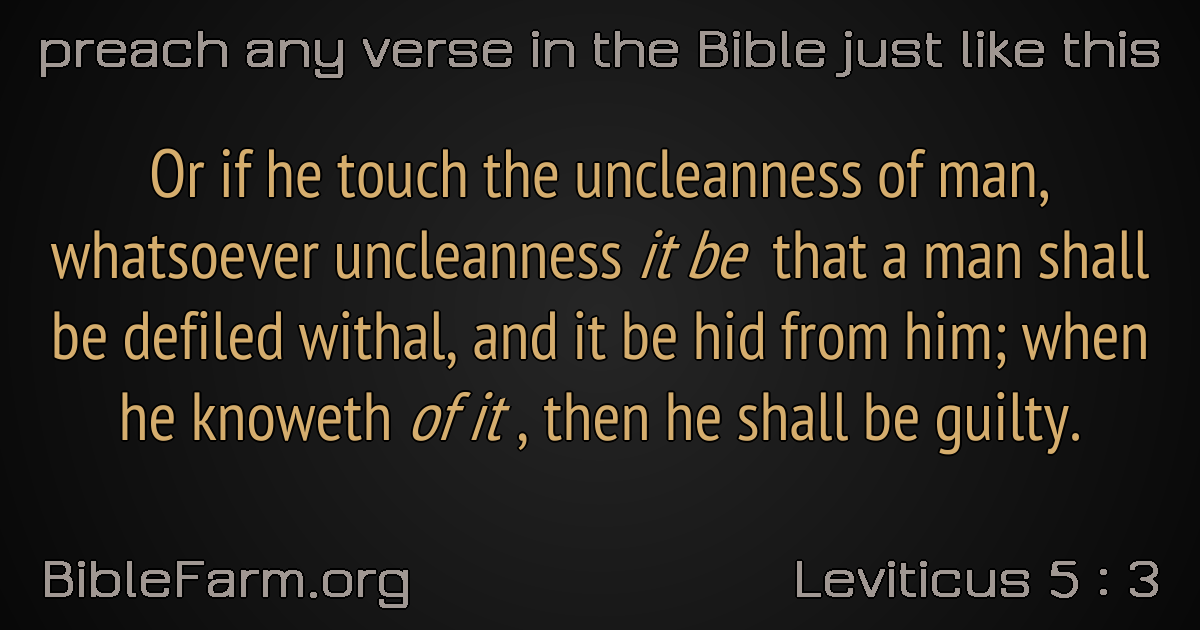 preach any verse in the Bible just like this
Or if he touch the uncleanness of man,
whatsoever uncleanness it be that a man shall
be defiled withal, and it be hid from him; when
he knoweth of it , then he shall be guilty.
BibleFarm.org
Leviticus 5 : 3